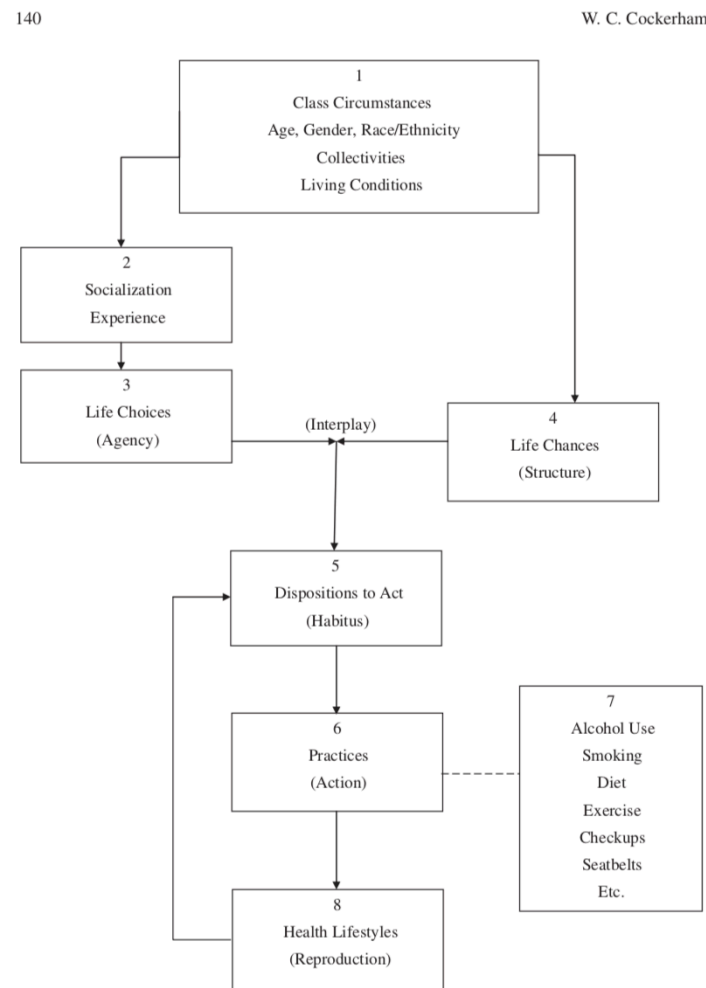 140
W. C. Cockerham
1
Class Circumstances
Age, Gender, Race/Ethnicity
Collectivities
Living Conditions
2
Socialization
Experience
3
Life Choices
(Agency)
(Interplay)
4
Life Chances
(Structure)
5
Dispositions to Act
(Habitus)
6
Practices
(Action)
7
Alcohol Use
Smoking
Diet
Exercise
Checkups
Seatbelts
Etc.
8
Health Lifestyles
(Reproduction)